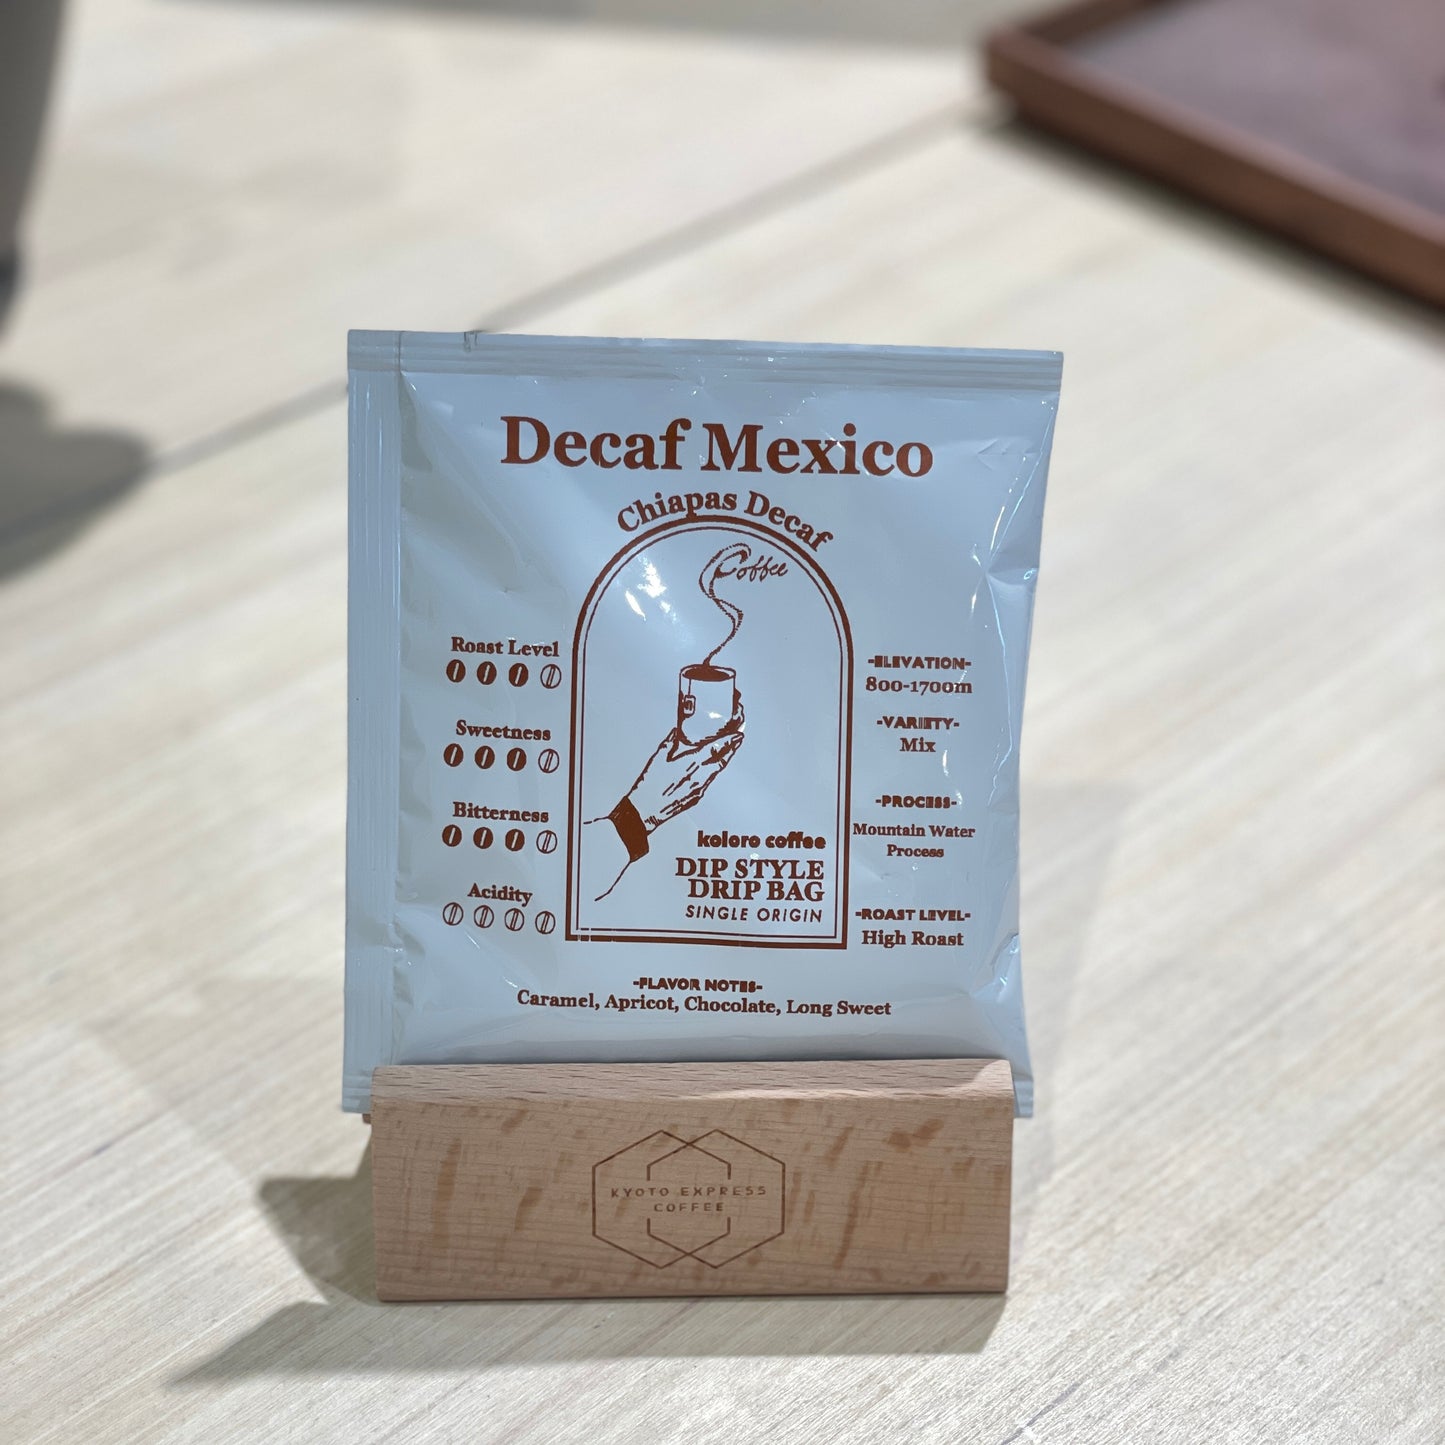 Decaf Mexico
Chiapas Decaf
Coffee
Roast Level
Sweetness
Bitterness
Acidity
-ELEVATION-
800-1700m
-VARIETY-
Mix
-PROCESS-
Mountain Water
Process
-ROAST LEVEL-
High Roast
koloro coffee
DIP STYLE
DRIP BAG
SINGLE ORIGIN
-FLAVOR NOTES-
Caramel, Apricot, Chocolate, Long Sweet
KYOTO EXPRESS
COFFEE